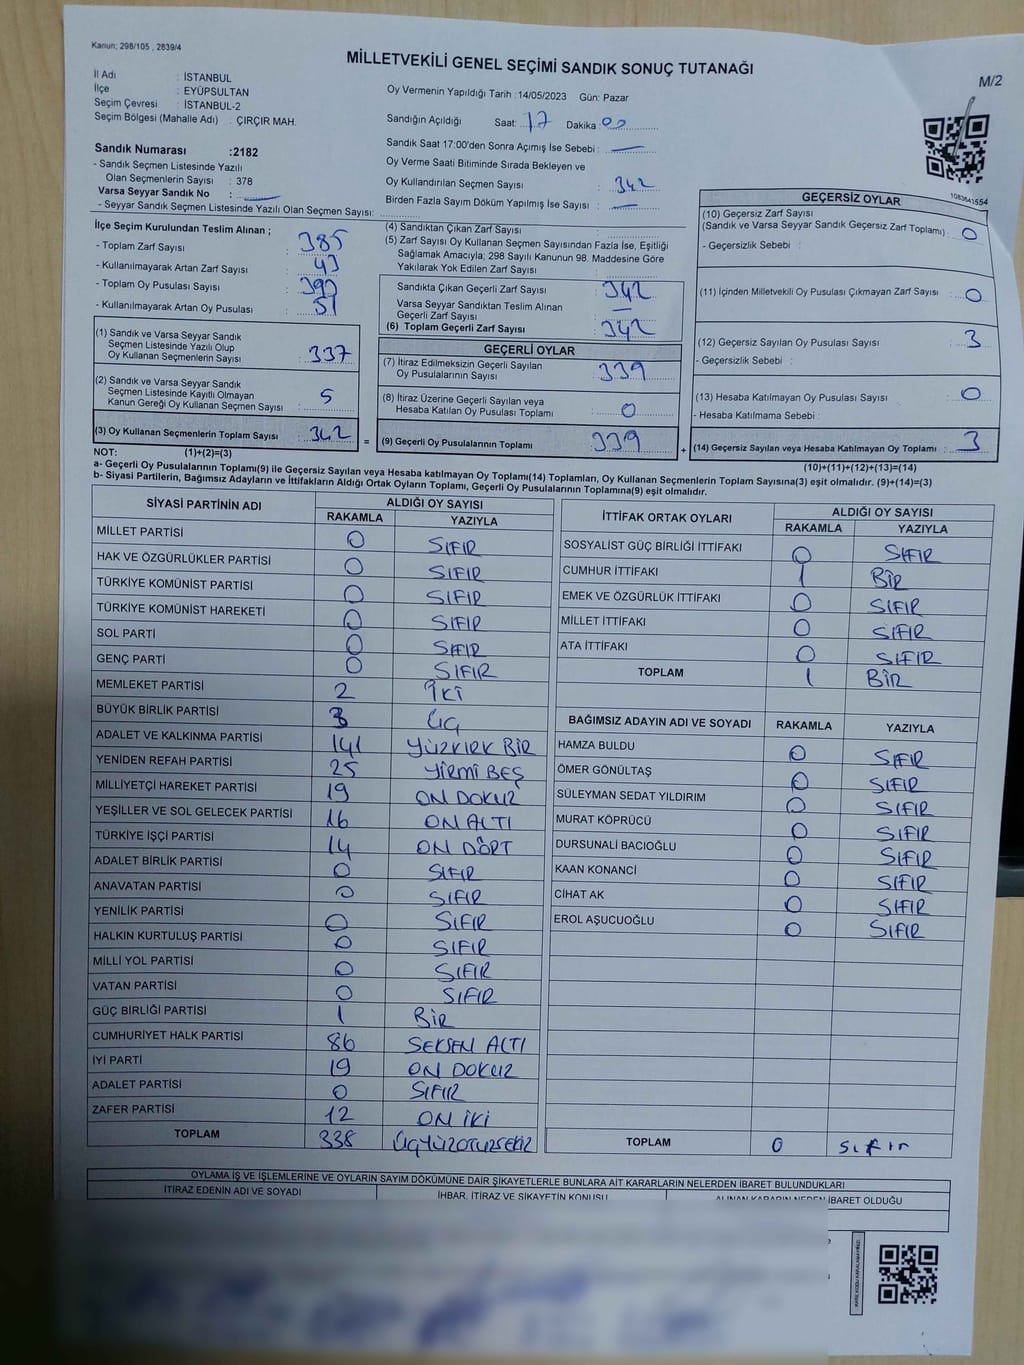 Kanun; 298/105 , 2839/4
MİLLETVEKİLİ GENEL SEÇİMİ SANDIK SONUÇ TUTANAĞI
M/2
İl Adı : İSTANBUL
İlçe : EYÜPSULTAN
Seçim Çevresi : İSTANBUL-2
Seçim Bölgesi (Mahalle Adı) : ÇIRÇIR MAH.
Oy Vermenin Yapıldığı Tarih : 14/05/2023 Gün: Pazar
Sandığın Açıldığı Saat: 17 Dakika : 00
Sandık Saat 17:00'den Sonra Açımış İse Sebebi : —
Oy Verme Saati Bitiminde Sırada Bekleyen ve
Oy Kullandırılan Seçmen Sayısı : 342
Birden Fazla Sayım Döküm Yapılmış İse Sayısı : —
Sandık Numarası :2182
- Sandık Seçmen Listesinde Yazılı
Olan Seçmenlerin Sayısı : 378
Varsa Seyyar Sandık No : —
- Seyyar Sandık Seçmen Listesinde Yazılı Olan Seçmen Sayısı:
İlçe Seçim Kurulundan Teslim Alınan ;
- Toplam Zarf Sayısı : 385
- Kullanılmayarak Artan Zarf Sayısı : 43
- Toplam Oy Pusulası Sayısı : 393
- Kullanılmayarak Artan Oy Pusulası : 51
(1) Sandık ve Varsa Seyyar Sandık
Seçmen Listesinde Yazılı Olup
Oy Kullanan Seçmenlerin Sayısı : 337
(2) Sandık ve Varsa Seyyar Sandık
Seçmen Listesinde Kayıtlı Olmayan
Kanun Gereği Oy Kullanan Seçmen Sayısı : 5
(3) Oy Kullanan Seçmenlerin Toplam Sayısı : 342 =
(4) Sandıktan Çıkan Zarf Sayısı :
(5) Zarf Sayısı Oy Kullanan Seçmen Sayısından Fazla İse, Eşitliği
Sağlamak Amacıyla; 298 Sayılı Kanunun 98. Maddesine Göre
Yakılarak Yok Edilen Zarf Sayısı :
Sandıkta Çıkan Geçerli Zarf Sayısı : 342
Varsa Seyyar Sandıktan Teslim Alınan
Geçerli Zarf Sayısı : —
(6) Toplam Geçerli Zarf Sayısı : 342
GEÇERLİ OYLAR
(7) İtiraz Edilmeksizin Geçerli Sayılan
Oy Pusulalarının Sayısı : 339
(8) İtiraz Üzerine Geçerli Sayılan veya
Hesaba Katılan Oy Pusulası Toplamı : 0
(9) Geçerli Oy Pusulalarının Toplamı : 339 +
1083643554
GEÇERSİZ OYLAR
(10) Geçersiz Zarf Sayısı
(Sandık ve Varsa Seyyar Sandık Geçersiz Zarf Toplamı) : 0
- Geçersizlik Sebebi :
(11) İçinden Milletvekili Oy Pusulası Çıkmayan Zarf Sayısı : 0
(12) Geçersiz Sayılan Oy Pusulası Sayısı : 3
- Geçersizlik Sebebi :
(13) Hesaba Katılmayan Oy Pusulası Sayısı : 0
- Hesaba Katılmama Sebebi :
(14) Geçersiz Sayılan veya Hesaba Katılmayan Oy Toplamı : 3
NOT: (1)+(2)=(3)
(10)+(11)+(12)+(13)=(14)
a- Geçerli Oy Pusulalarının Toplamı(9) ile Geçersiz Sayılan veya Hesaba katılmayan Oy Toplamı(14) Toplamları, Oy Kullanan Seçmenlerin Toplam Sayısına(3) eşit olmalıdır. (9)+(14)=(3)
b- Siyasi Partilerin, Bağımsız Adayların ve İttifakların Aldığı Ortak Oyların Toplamı, Geçerli Oy Pusulalarının Toplamına(9) eşit olmalıdır.
SİYASİ PARTİNİN ADI ALDIĞI OY SAYISI
RAKAMLA YAZIYLA
MİLLET PARTİSİ 0 SIFIR
HAK VE ÖZGÜRLÜKLER PARTİSİ 0 SIFIR
TÜRKİYE KOMÜNİST PARTİSİ 0 SIFIR
TÜRKİYE KOMÜNİST HAREKETİ 0 SIFIR
SOL PARTİ 0 SIFIR
GENÇ PARTİ 0 SIFIR
MEMLEKET PARTİSİ 2 İKİ
BÜYÜK BİRLİK PARTİSİ 3 ÜÇ
ADALET VE KALKINMA PARTİSİ 141 YÜZKIRK BİR
YENİDEN REFAH PARTİSİ 25 YİRMİ BEŞ
MİLLİYETÇİ HAREKET PARTİSİ 19 ON DOKUZ
YEŞİLLER VE SOL GELECEK PARTİSİ 16 ON ALTI
TÜRKİYE İŞÇİ PARTİSİ 14 ON DÖRT
ADALET BİRLİK PARTİSİ 0 SIFIR
ANAVATAN PARTİSİ 0 SIFIR
YENİLİK PARTİSİ 0 SIFIR
HALKIN KURTULUŞ PARTİSİ 0 SIFIR
MİLLİ YOL PARTİSİ 0 SIFIR
VATAN PARTİSİ 0 SIFIR
GÜÇ BİRLİĞİ PARTİSİ 1 BİR
CUMHURİYET HALK PARTİSİ 86 SEKSEN ALTI
İYİ PARTİ 19 ON DOKUZ
ADALET PARTİSİ 0 SIFIR
ZAFER PARTİSİ 12 ON İKİ
TOPLAM 338 ÜÇYÜZOTUZSEKİZ
İTTİFAK ORTAK OYLARI ALDIĞI OY SAYISI
RAKAMLA YAZIYLA
SOSYALİST GÜÇ BİRLİĞİ İTTİFAKI 0 SIFIR
CUMHUR İTTİFAKI 1 BİR
EMEK VE ÖZGÜRLÜK İTTİFAKI 0 SIFIR
MİLLET İTTİFAKI 0 SIFIR
ATA İTTİFAKI 0 SIFIR
TOPLAM 1 BİR
BAĞIMSIZ ADAYIN ADI VE SOYADI RAKAMLA YAZIYLA
HAMZA BULDU 0 SIFIR
ÖMER GÖNÜLTAŞ 0 SIFIR
SÜLEYMAN SEDAT YILDIRIM 0 SIFIR
MURAT KÖPRÜCÜ 0 SIFIR
DURSUNALİ BACIOĞLU 0 SIFIR
KAAN KONANCİ 0 SIFIR
CİHAT AK 0 SIFIR
EROL AŞUCUOĞLU 0 SIFIR
TOPLAM 0 sıfır
OYLAMA İŞ VE İŞLEMLERİNE VE OYLARIN SAYIM DÖKÜMÜNE DAİR ŞİKAYETLERLE BUNLARA AİT KARARLARIN NELERDEN İBARET BULUNDUKLARI
İTİRAZ EDENİN ADI VE SOYADI İHBAR, İTİRAZ VE ŞİKAYETİN KONUSU ALINAN KARARIN NEDEN İBARET OLDUĞU